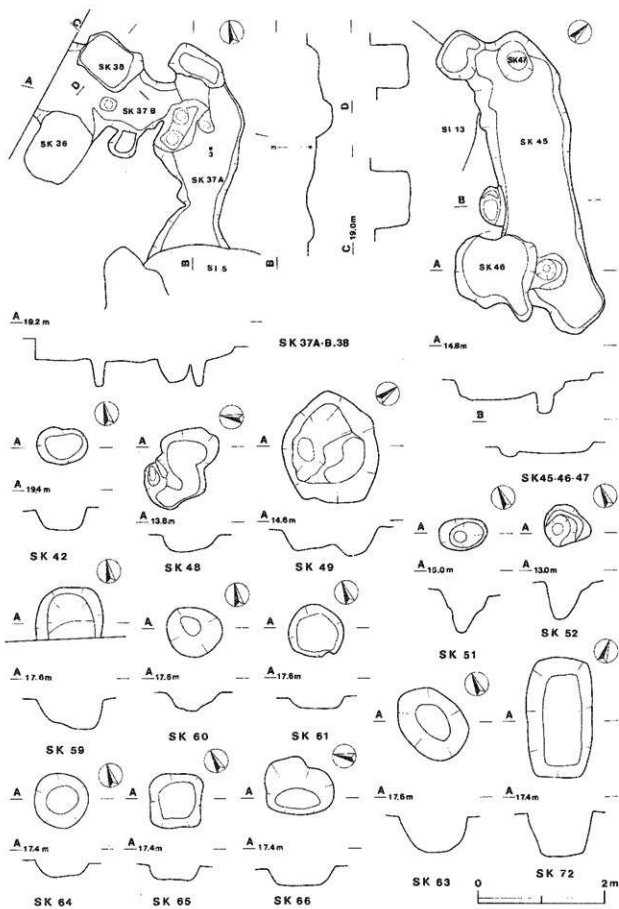 C
A
D
SK 38
SK 37 B
SK 36
3
SK 37A
B
SI 5
B
3
D
C 19.0m
A 19.2 m
SK 37A·B.38
SK47
SI 13
SK 45
B
A
SK 46
A 14.8m
B
SK45·46·47
A
A 19.4 m
SK 42
A
A 13.8 m
SK 48
A
A 14.6 m
SK 49
A
A 15.0 m
SK 51
A
A 13.0 m
SK 52
A
A 17.6m
SK 59
A
A 17.6m
SK 60
A
A 17.6m
SK 61
A
A 17.6m
SK 63
A
A 17.4m
SK 72
A
A 17.4m
SK 64
A
A 17.4m
SK 65
A
A 17.4m
SK 66
0 2m